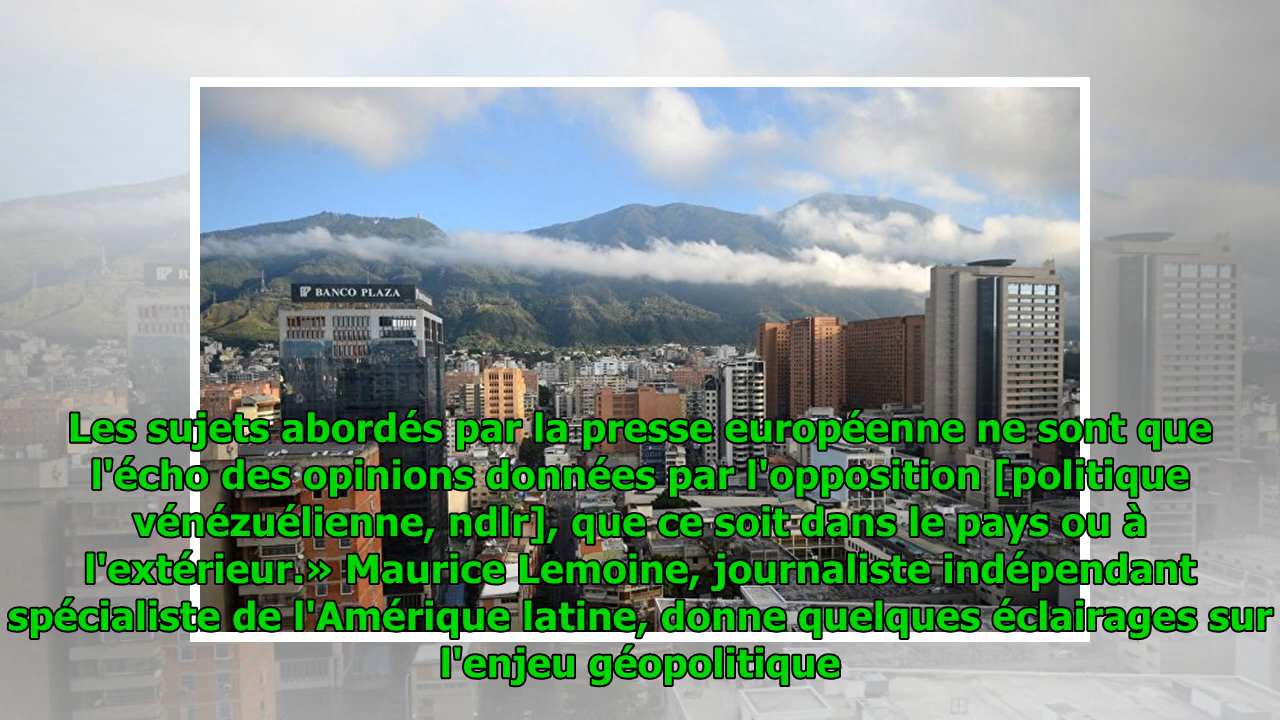 BANCO PLAZA
Les sujets abordés par la presse européenne ne sont que
l'écho des opinions données par l'opposition [politique
vénézuélienne, ndlr], que ce soit dans le pays ou à
l'extérieur.» Maurice Lemoine, journaliste indépendant
spécialiste de l'Amérique latine, donne quelques éclairages sur
l'enjeu géopolitique